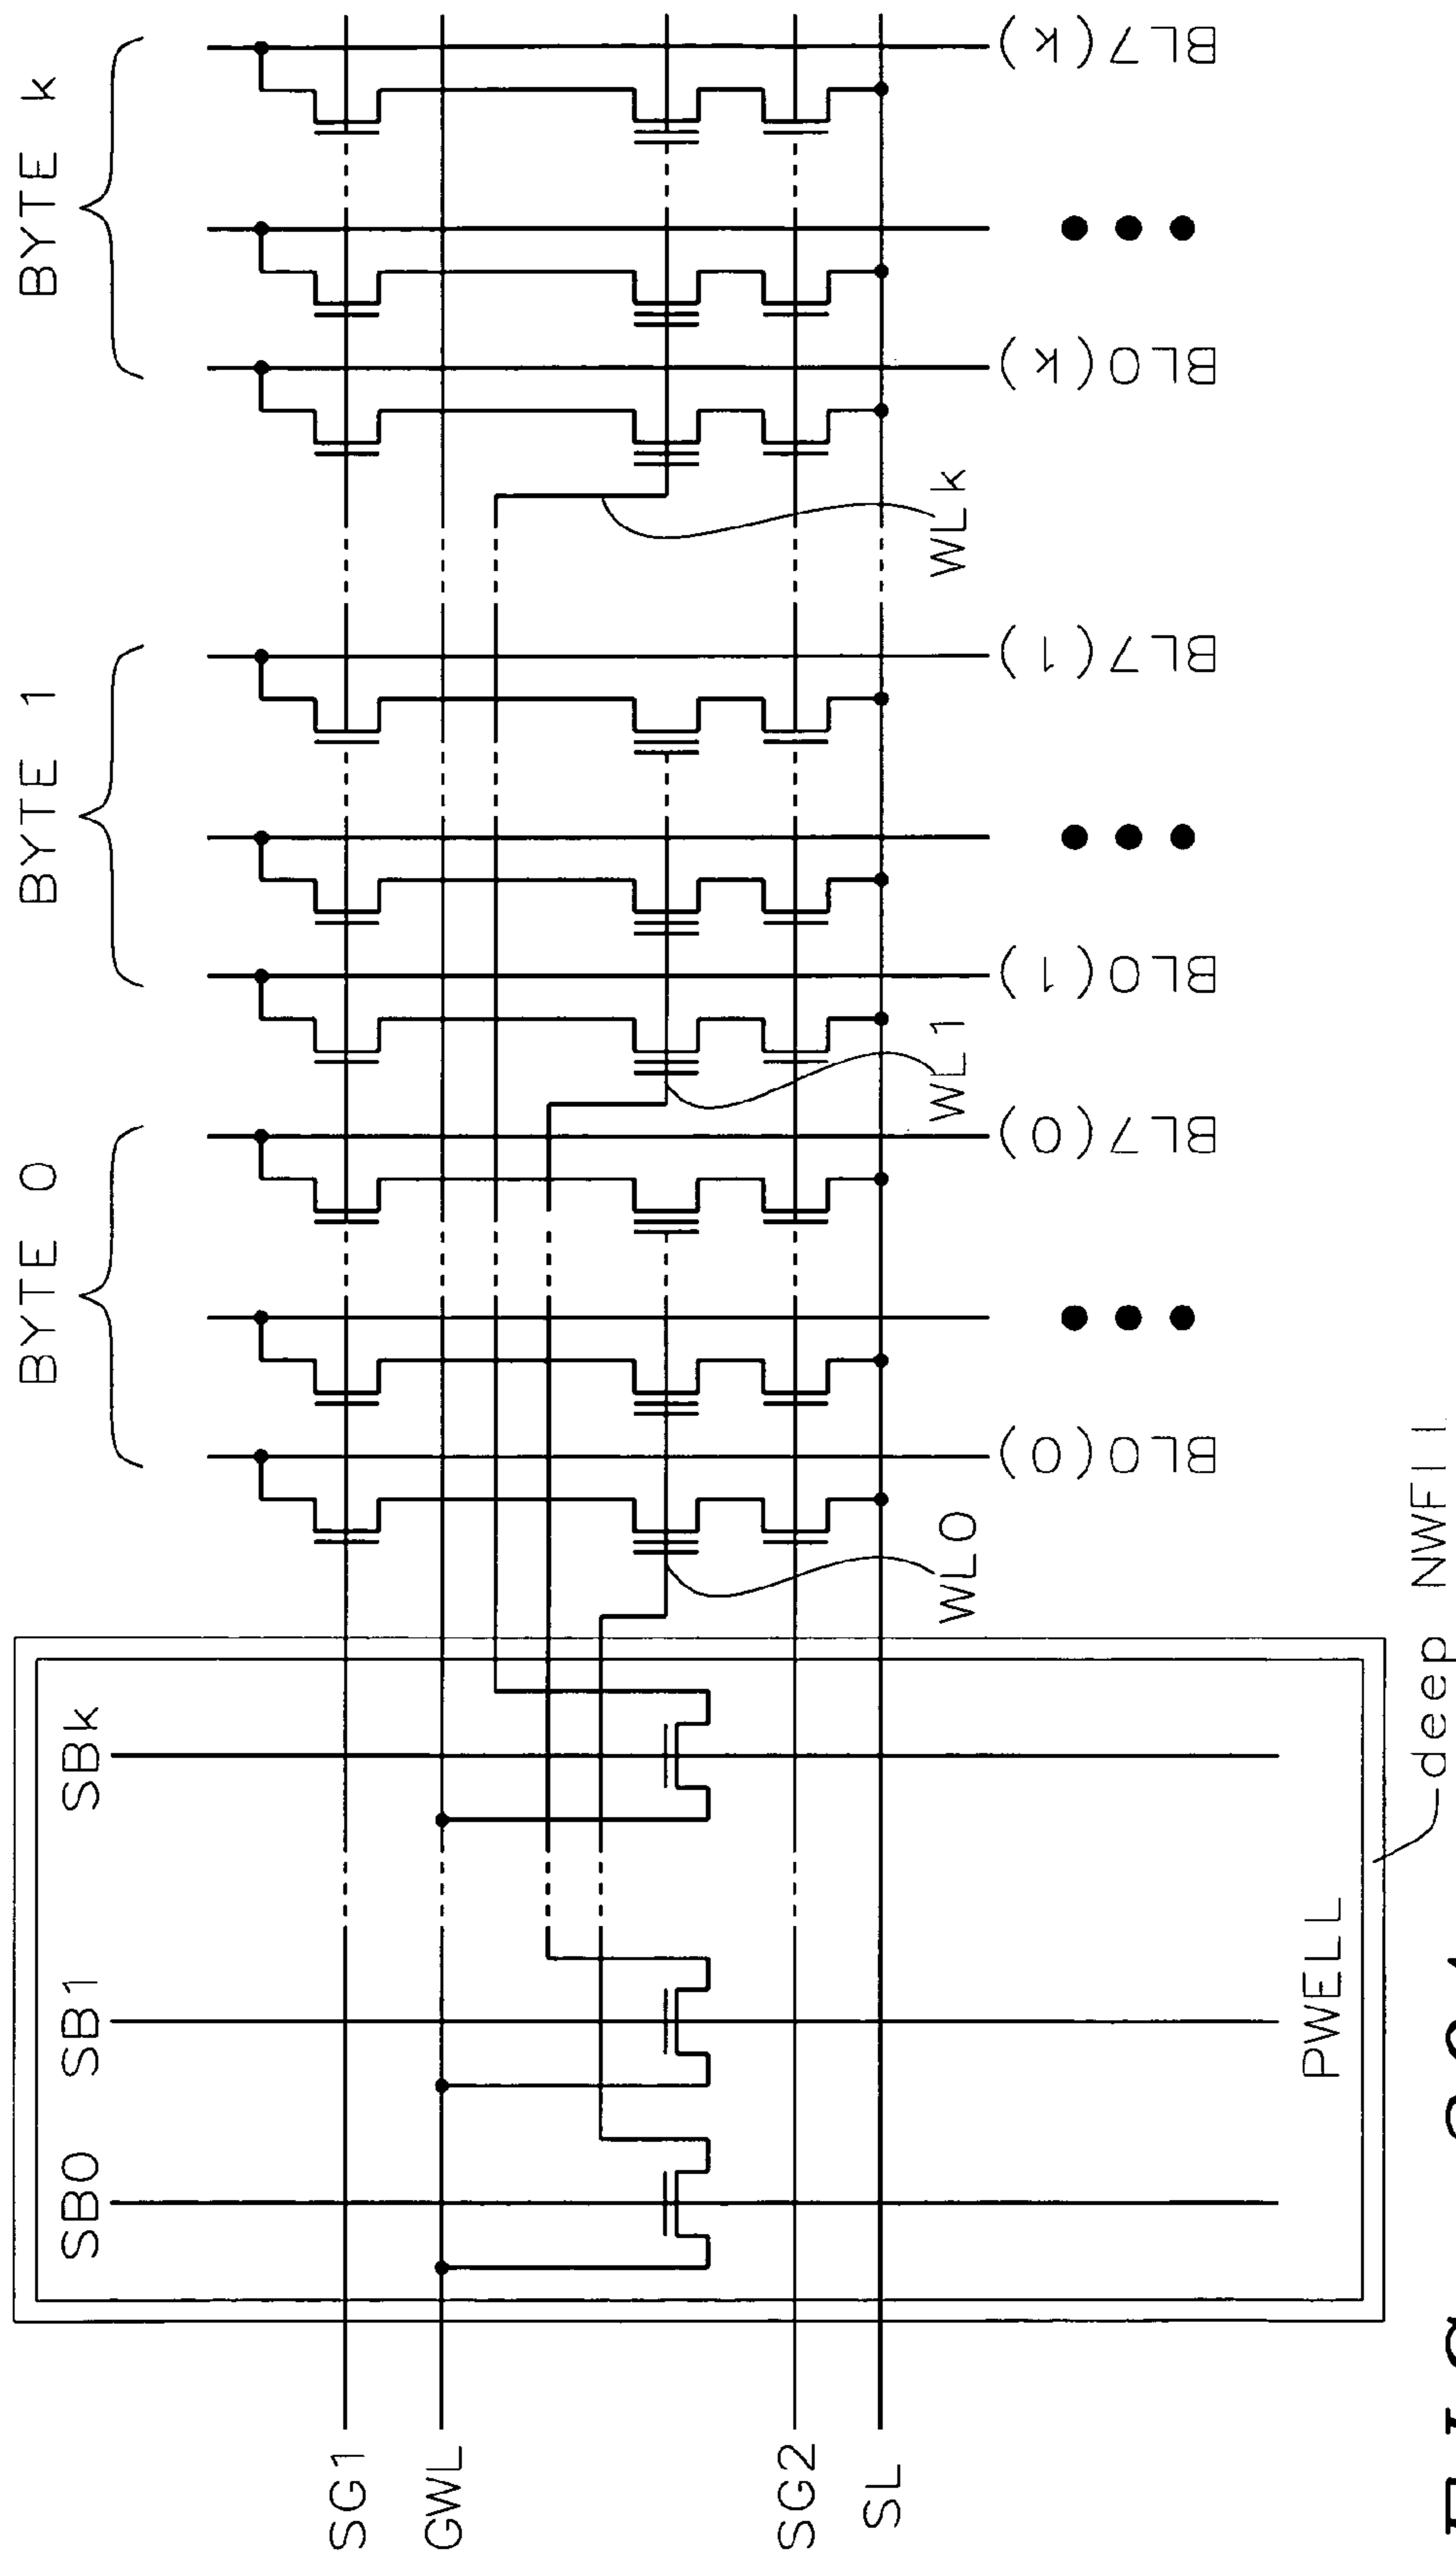 BYTE 0
BYTE 1
BYTE k
SB0
SB1
SBk
SG1
GWL
SG2
SL
WL0
WL1
WLk
BL0(0)
BL7(0)
BL0(1)
BL7(1)
BL0(k)
BL7(k)
PWELL
deep